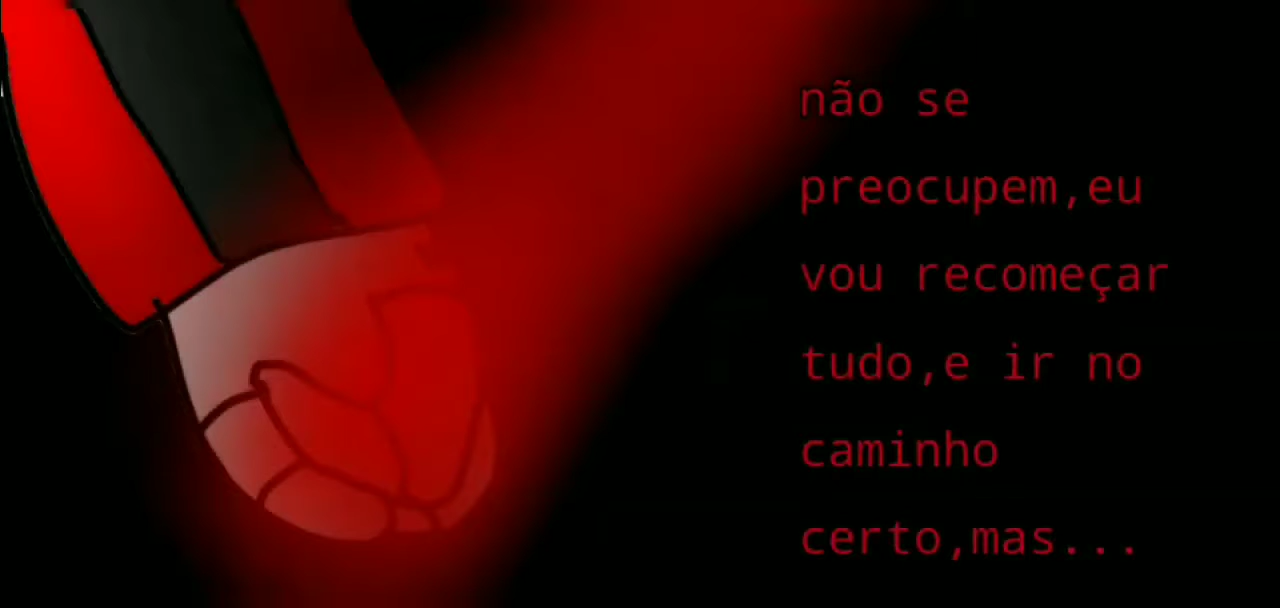 não se
preocupem,eu
vou recomeçar
tudo,e ir no
caminho
certo,mas...